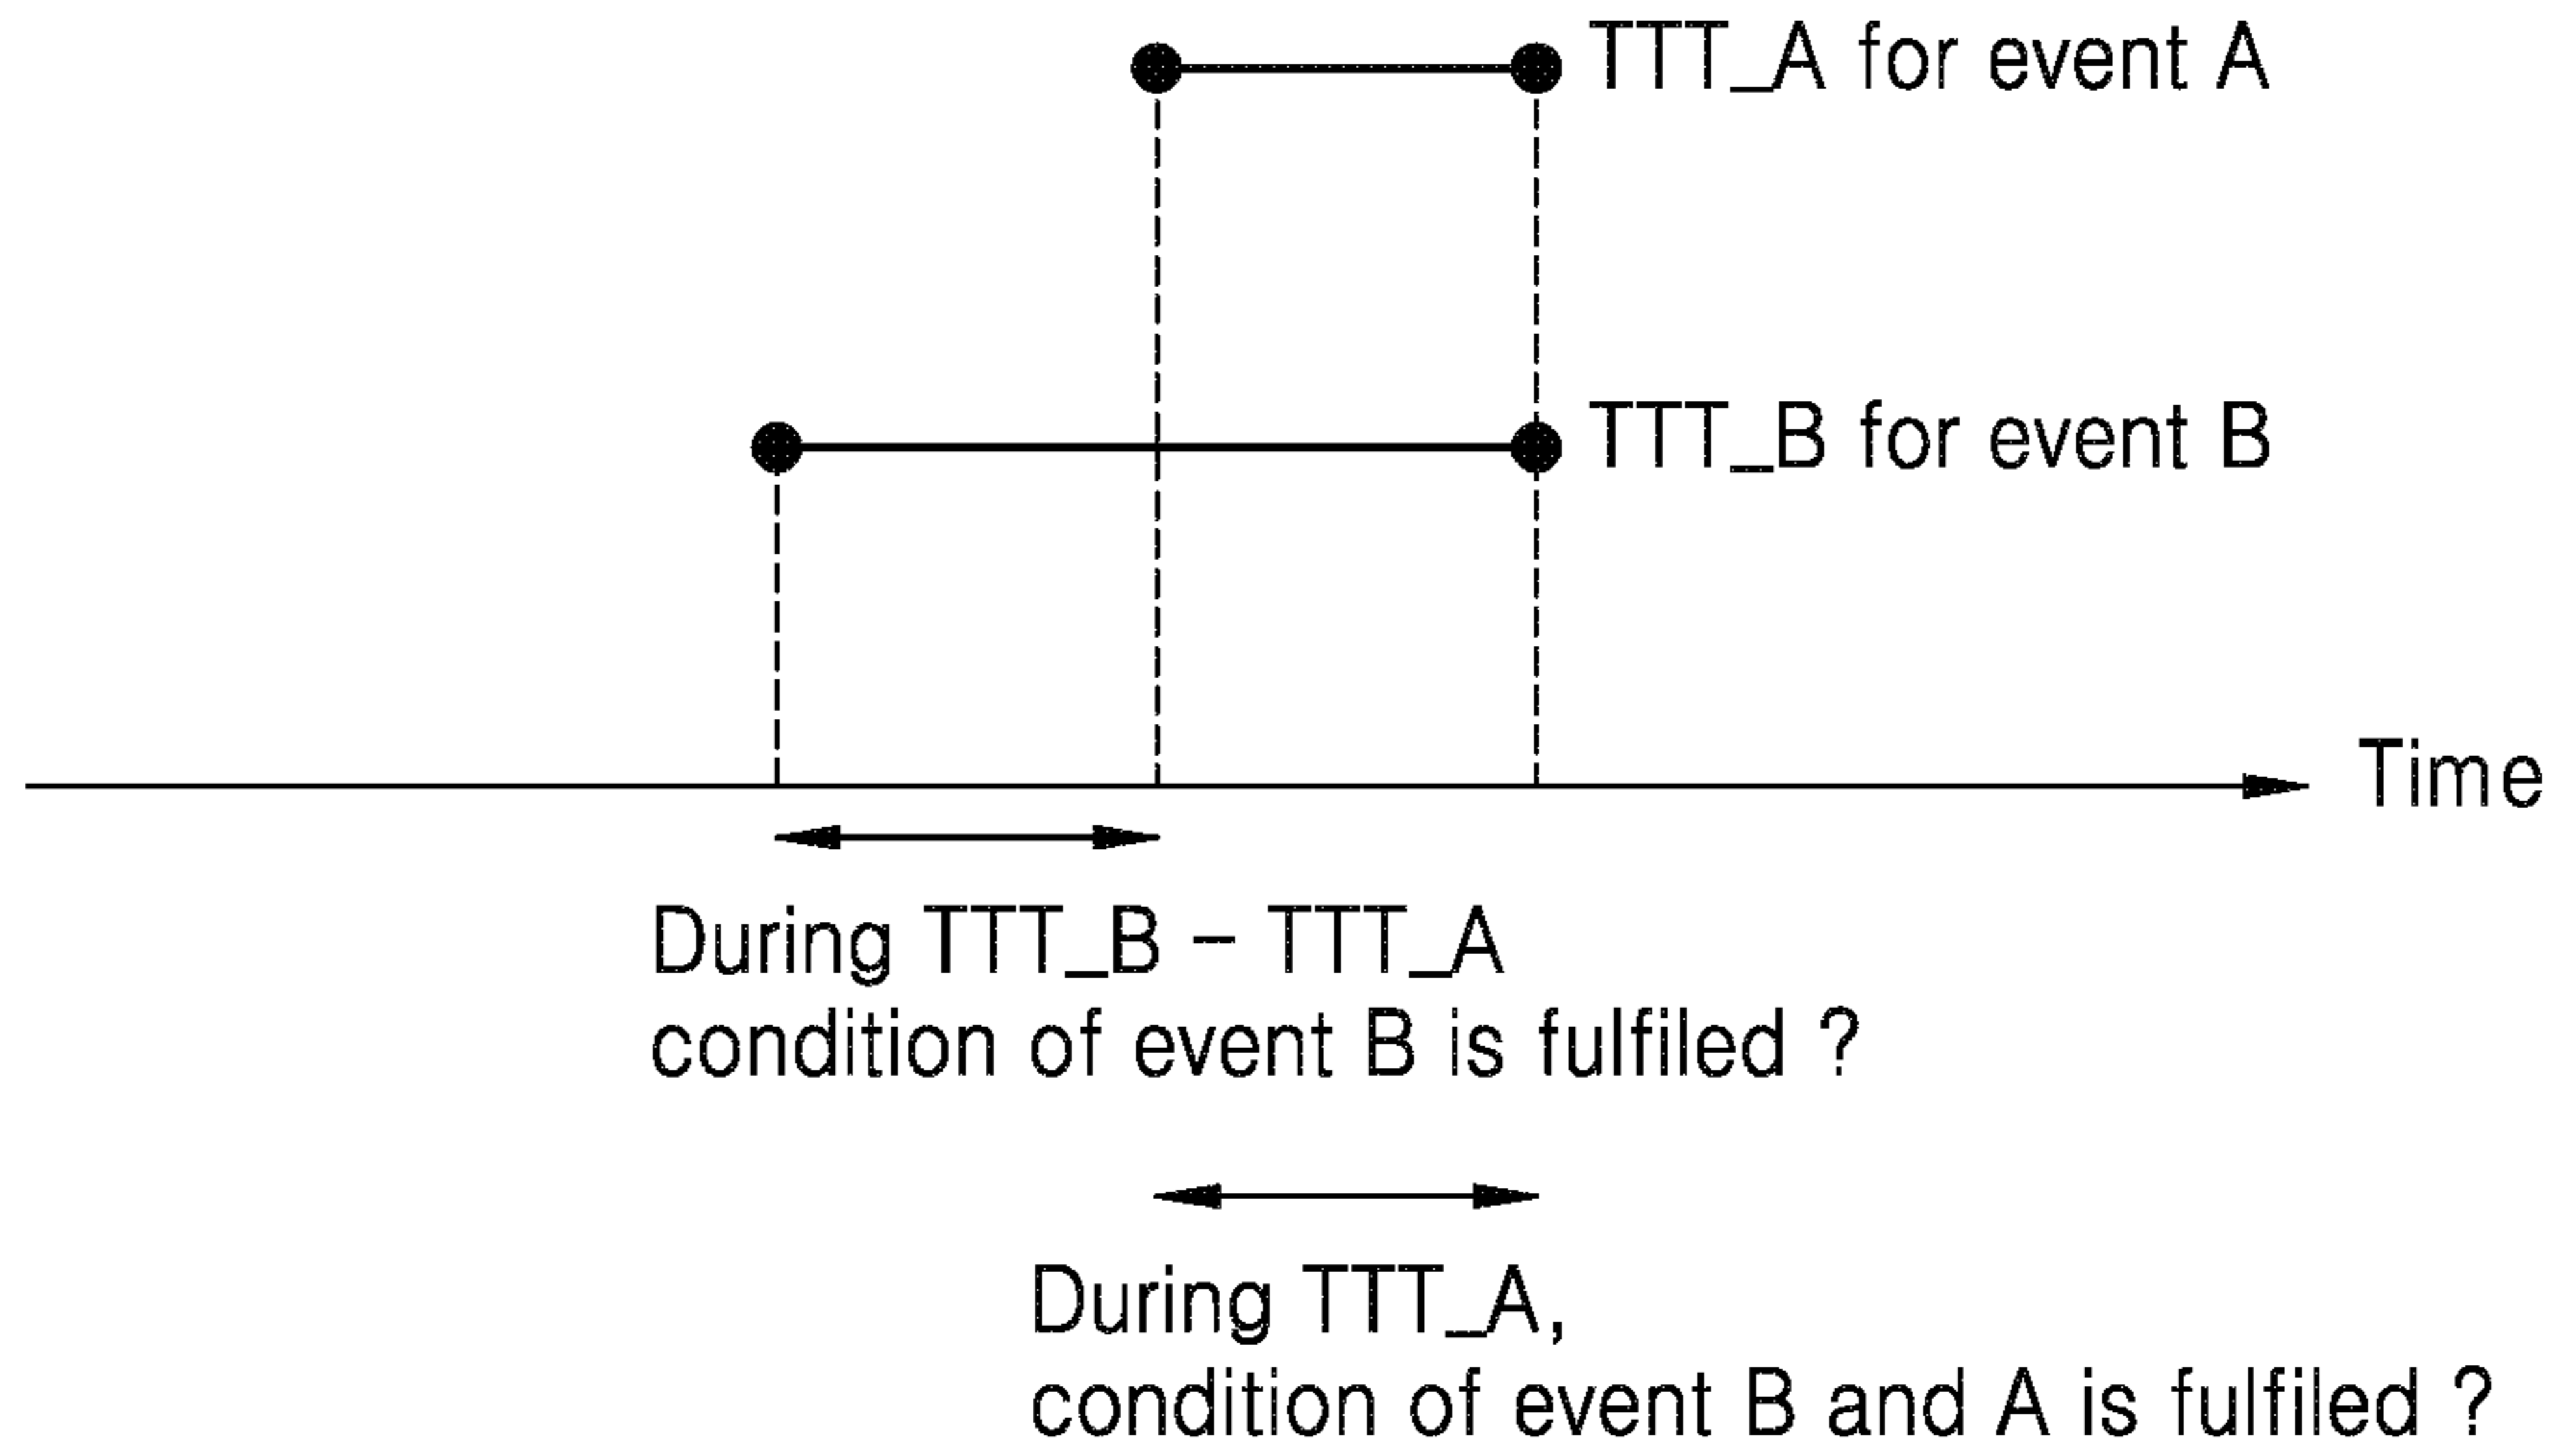 TTT_A for event A
TTT_B for event B
Time
During TTT_B - TTT_A
condition of event B is fulfiled ?
During TTT_A,
condition of event B and A is fulfiled ?